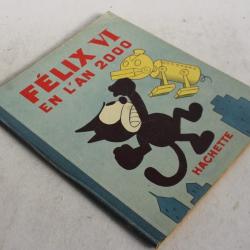 FÉLIX VI
EN L'AN 2000
HACHETTE